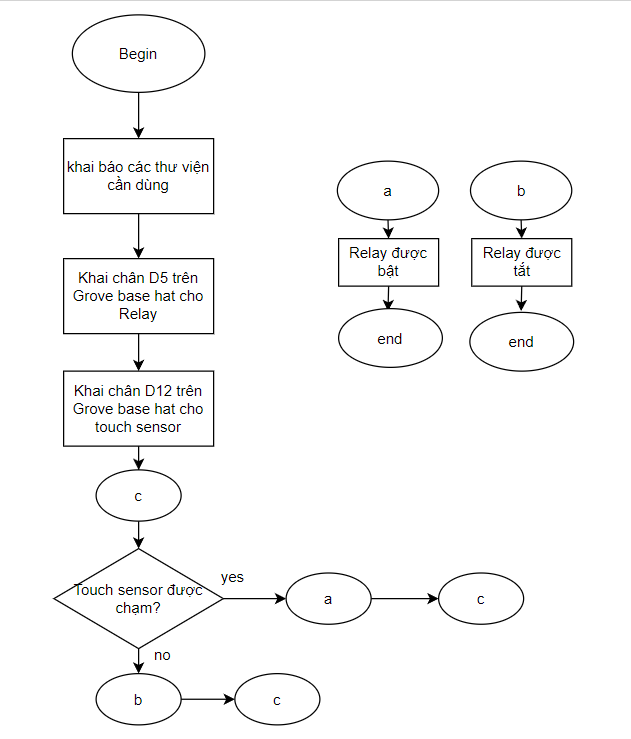 Begin
khai báo các thư viện
cần dùng
Khai chân D5 trên
Grove base hat cho
Relay
Khai chân D12 trên
Grove base hat cho
touch sensor
c
Touch sensor được
chạm?
yes
a
c
no
b
c
a
Relay được
bật
end
b
Relay được
tắt
end